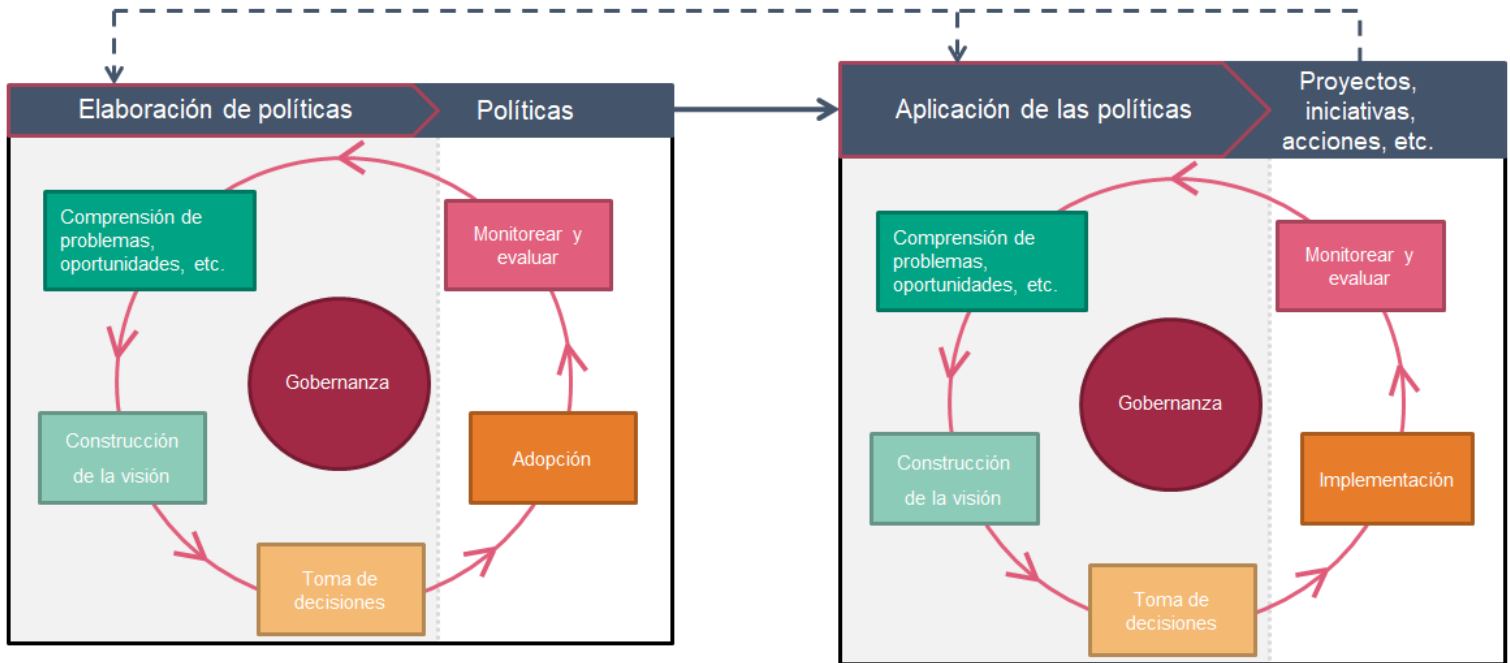 Elaboración de políticas
Políticas
Comprensión de
problemas,
oportunidades, etc.
Monitorear y
evaluar
Gobernanza
Construcción
de la visión
Adopción
Toma de
decisiones
Aplicación de las políticas
Proyectos,
iniciativas,
acciones, etc.
Comprensión de
problemas,
oportunidades, etc.
Monitorear y
evaluar
Gobernanza
Construcción
de la visión
Implementación
Toma de
decisiones